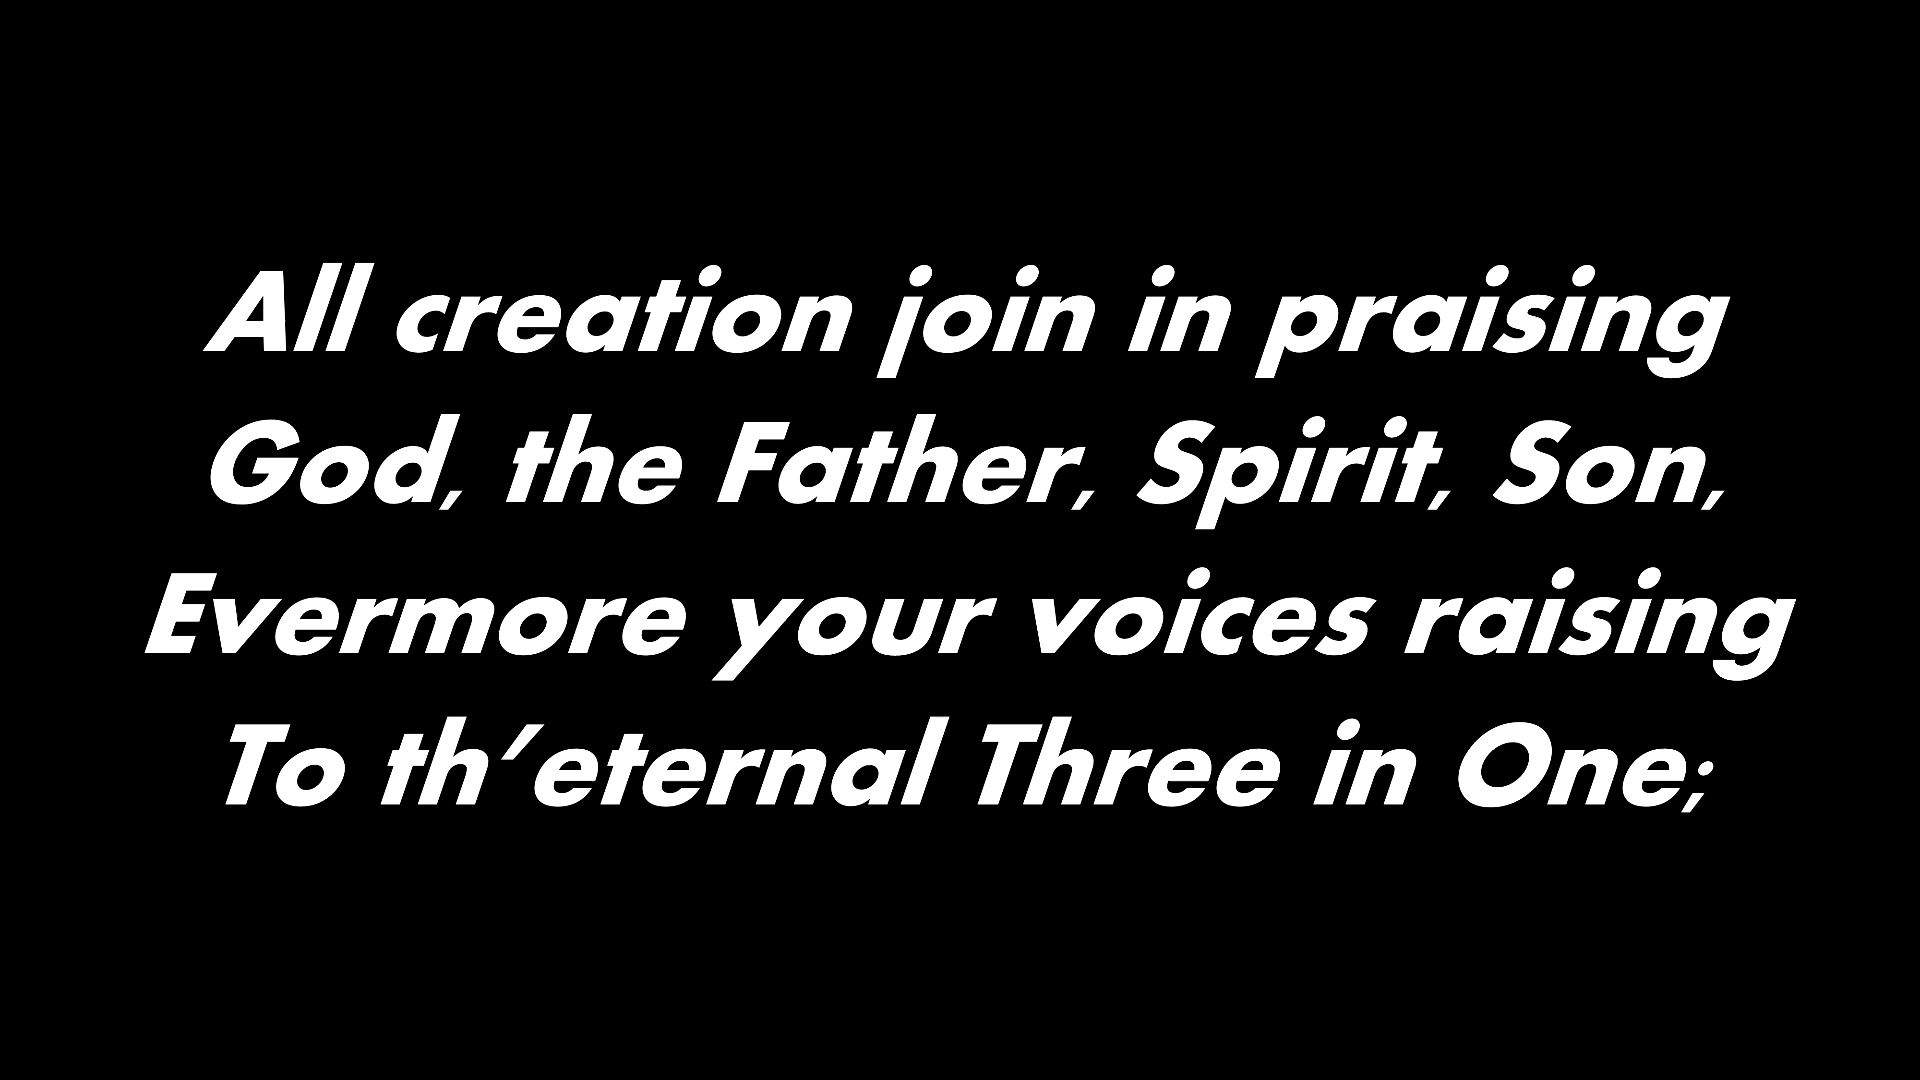 All creation join in praising
God, the Father, Spirit, Son,
Evermore your voices raising
To th’eternal Three in One;